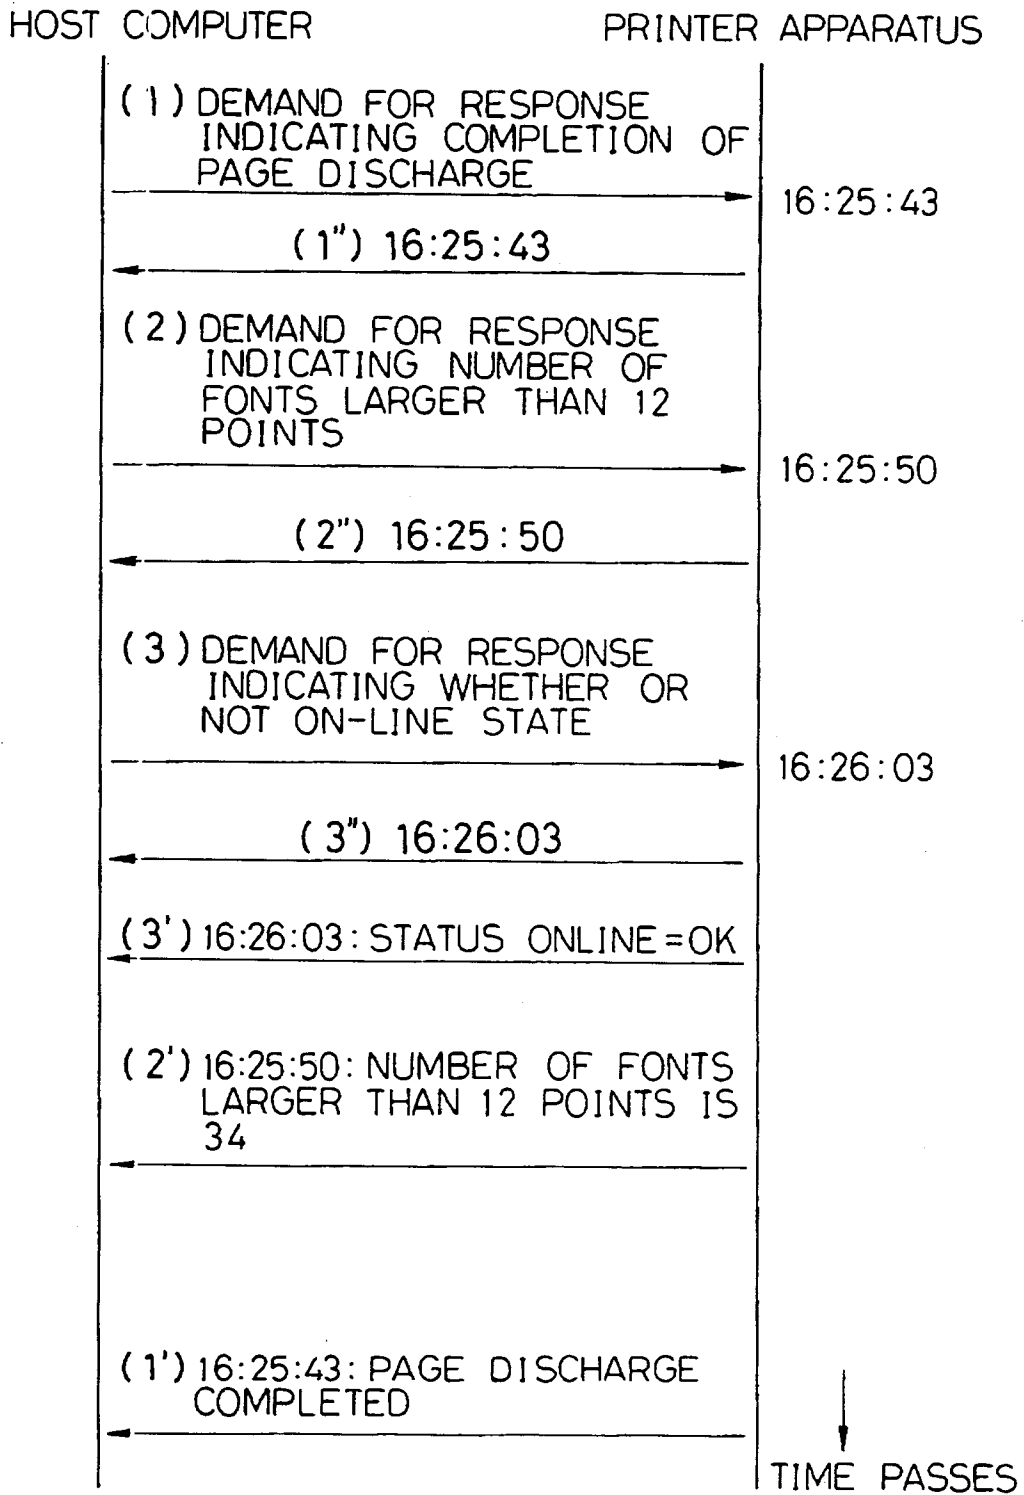 HOST COMPUTER
PRINTER APPARATUS
(1) DEMAND FOR RESPONSE
INDICATING COMPLETION OF
PAGE DISCHARGE
16:25:43
(1") 16:25:43
(2) DEMAND FOR RESPONSE
INDICATING NUMBER OF
FONTS LARGER THAN 12
POINTS
16:25:50
(2") 16:25:50
(3) DEMAND FOR RESPONSE
INDICATING WHETHER OR
NOT ON-LINE STATE
16:26:03
(3") 16:26:03
(3') 16:26:03: STATUS ONLINE=OK
(2') 16:25:50: NUMBER OF FONTS
LARGER THAN 12 POINTS IS
34
(1') 16:25:43: PAGE DISCHARGE
COMPLETED
TIME PASSES